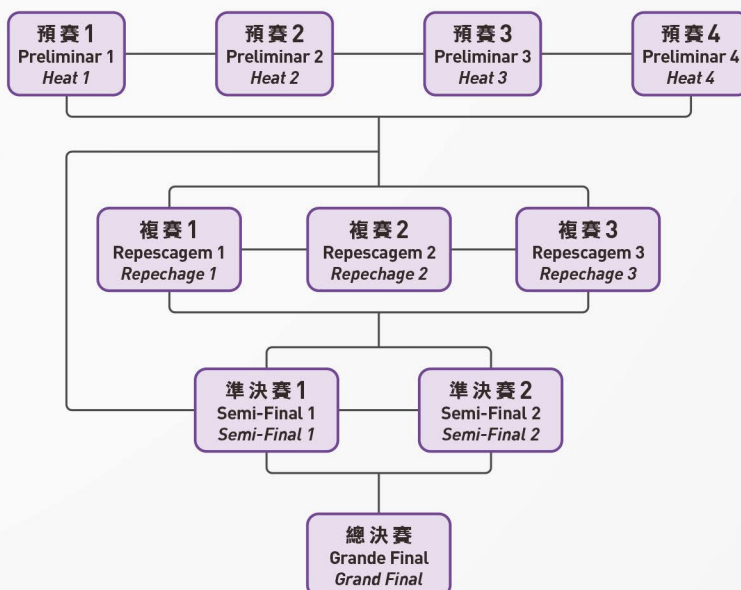 預賽1
Preliminar 1
Heat 1
預賽2
Preliminar 2
Heat 2
預賽3
Preliminar 3
Heat 3
預賽4
Preliminar 4
Heat 4
複賽1
Repescagem 1
Repechage 1
複賽2
Repescagem 2
Repechage 2
複賽3
Repescagem 3
Repechage 3
準決賽1
Semi-Final 1
Semi-Final 1
準決賽2
Semi-Final 2
Semi-Final 2
總決賽
Grande Final
Grand Final